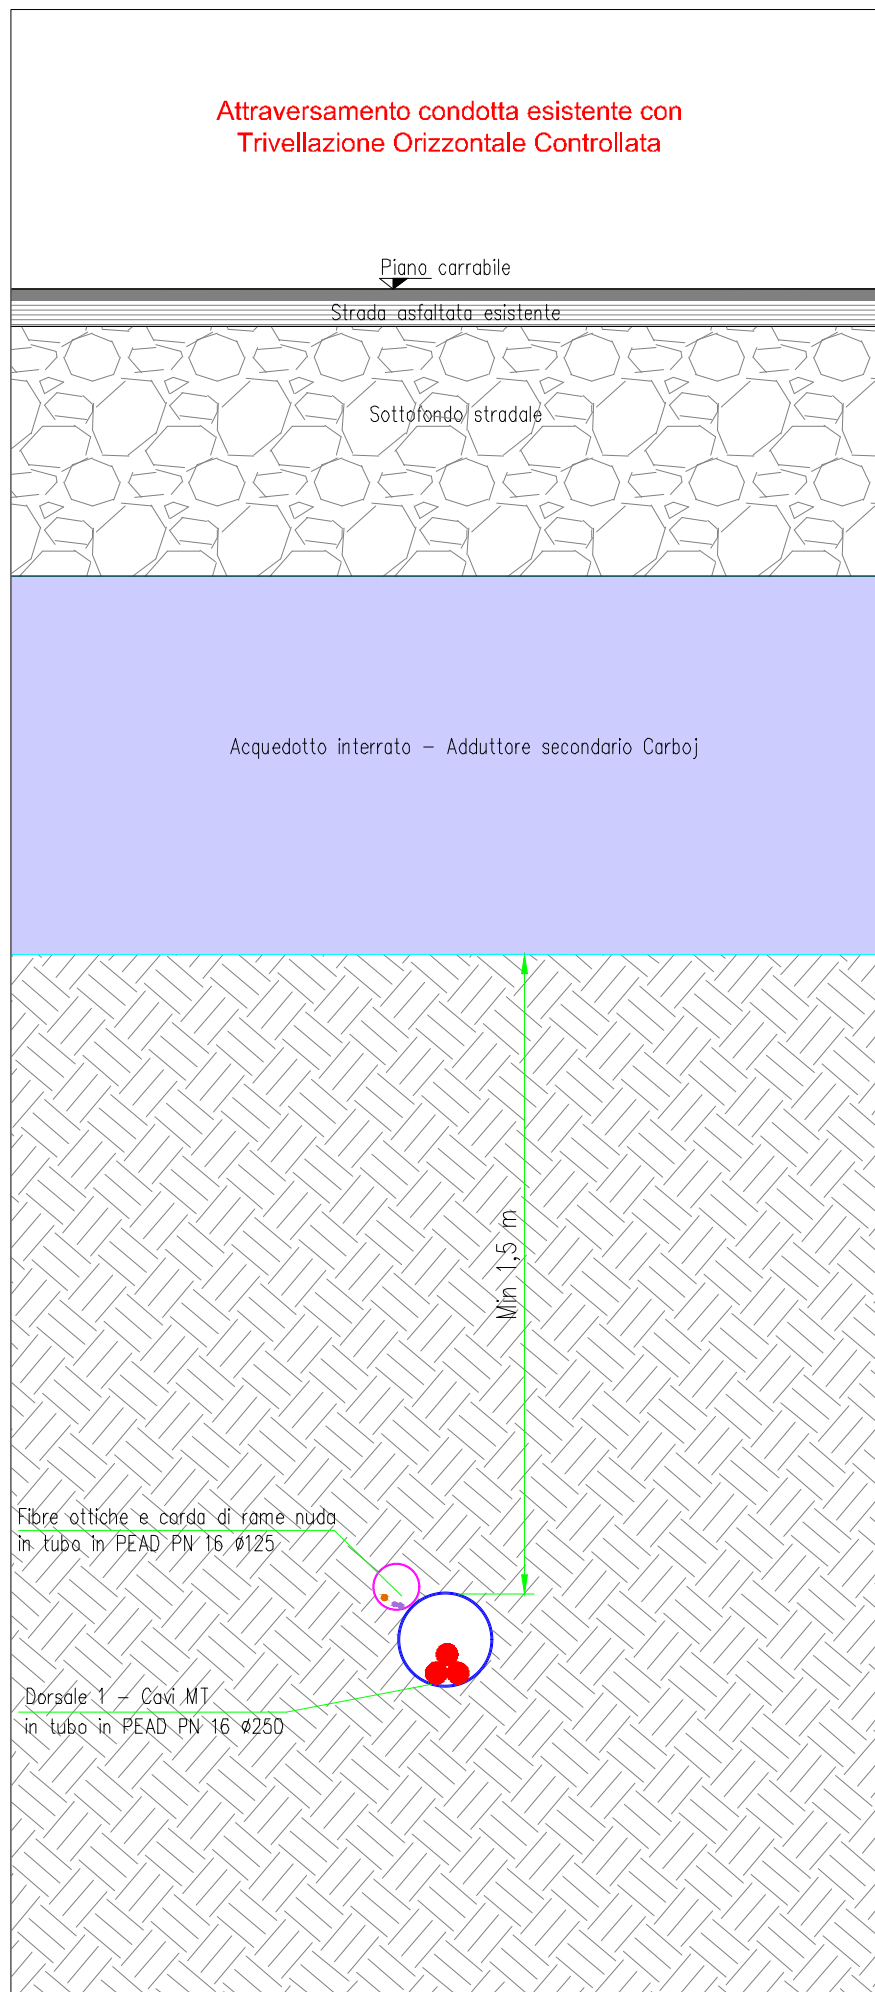 Attraversamento condotta esistente con
Trivellazione Orizzontale Controllata
Piano carrabile
Strada asfaltata esistente
Sottofondo stradale
Acquedotto interrato – Adduttore secondario Carboj
Min 1,5 m
Fibre ottiche e corda di rame nuda
in tubo in PEAD PN 16 Ø125
Dorsale 1 – Cavi MT
in tubo in PEAD PN 16 Ø250